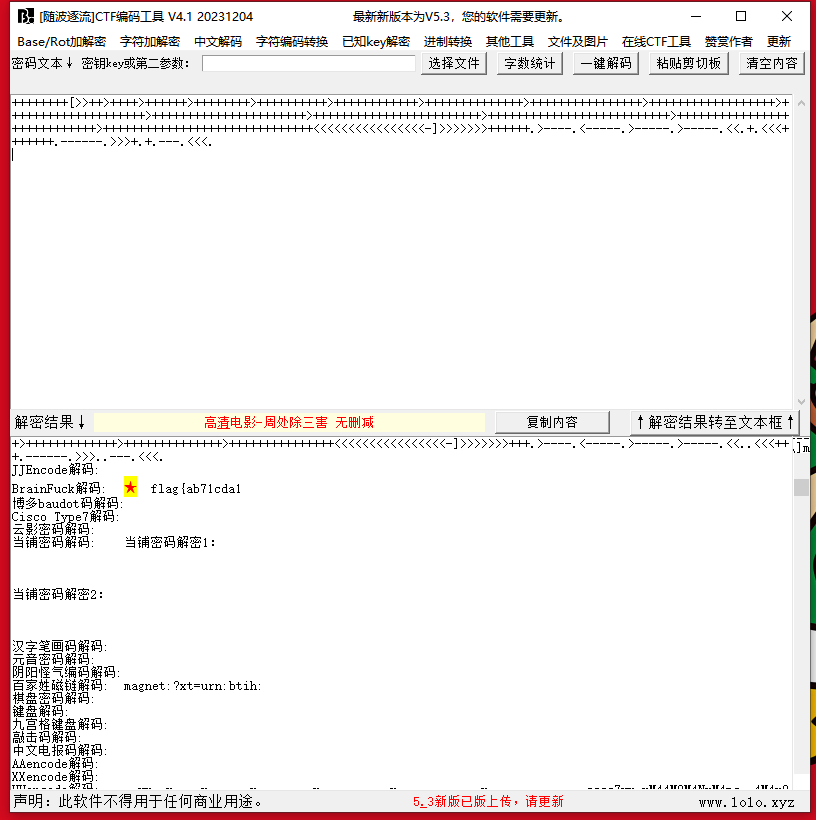 [随波逐流]CTF编码工具 V4.1 20231204 最新新版本为V5.3，您的软件需要更新。
Base/Rot加解密 字符加解密 中文解码 字符编码转换 已知key解密 进制转换 其他工具 文件及图片 在线CTF工具 赞赏作者 更新
密码文本↓ 密钥key或第二参数: 选择文件 字数统计 一键解码 粘贴剪切板 清空内容
++++++++[>>++>++++>++++++>++++++++>++++++++++>++++++++++++>++++++++++++++>++++++++++++++++>++++++++++++++++++>+
+++++++++++++++++++>++++++++++++++++++++++>++++++++++++++++++++++++>++++++++++++++++++++++++++>++++++++++++++++
++++++++++++>++++++++++++++++++++++++++++++<<<<<<<<<<<<<<<<-]>>>>>>>++++++.>----.<-----.>-----.>-----.<<.+.<<<+
++++++.------.>>>+.+.---.<<<.
解密结果↓ 高清电影-周处除三害 无删减 复制内容 ↑解密结果转至文本框↑
+>+++++++++++++>++++++++++++++>+++++++++++++++<<<<<<<<<<<<<<<<-]>>>>>>>+++.>----.<-----.>-----.>-----.<<..<<<++
+.------.>>>..---.<<<.
JJEncode解码:
BrainFuck解码: ★ flag{ab71cda1
博多baudot码解码:
Cisco Type7解码:
云影密码解码:
当铺密码解码: 当铺密码解密1:
当铺密码解密2:
汉字笔画码解码:
元音密码解码:
阴阳怪气编码解码:
百家姓磁链解码: magnet:?xt=urn:btih:
棋盘密码解码:
键盘解码:
九宫格键盘解码:
敲击码解码:
中文电报码解码:
AAencode解码:
XXencode解码:
声明: 此软件不得用于任何商业用途。 5.3新版已版上传，请更新 www.1o1o.xyz